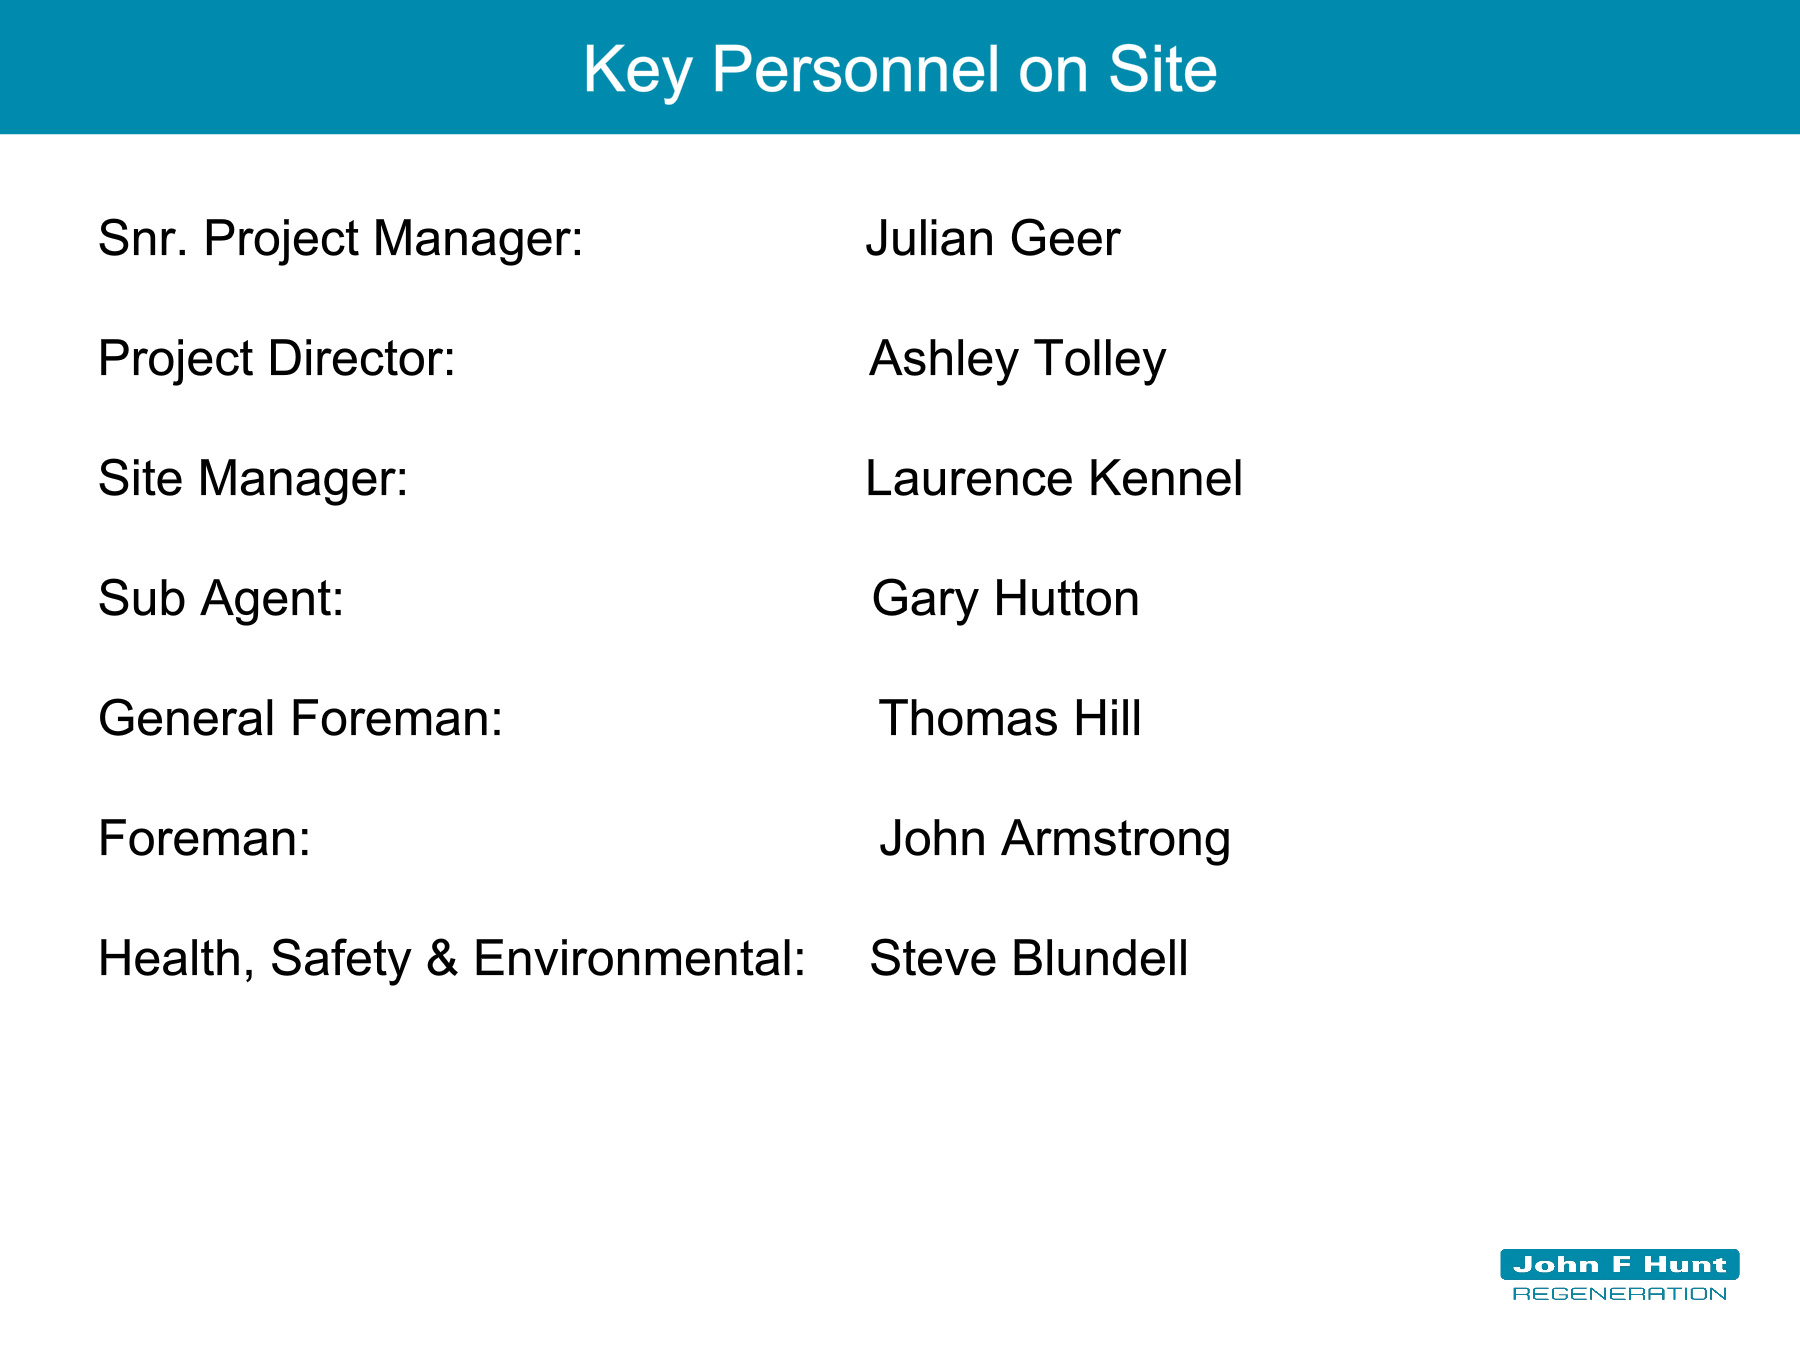 Key Personnel on Site
Snr. Project Manager: Julian Geer
Project Director: Ashley Tolley
Site Manager: Laurence Kennel
Sub Agent: Gary Hutton
General Foreman: Thomas Hill
Foreman: John Armstrong
Health, Safety & Environmental: Steve Blundell
John F Hunt
REGENERATION